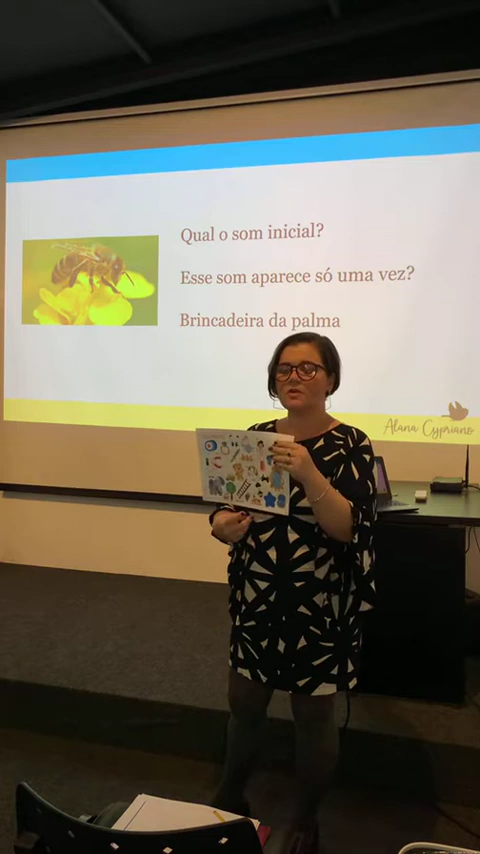 Qual o som inicial?
Esse som aparece só uma vez?
Brincadeira da palma
Alana Cypriano